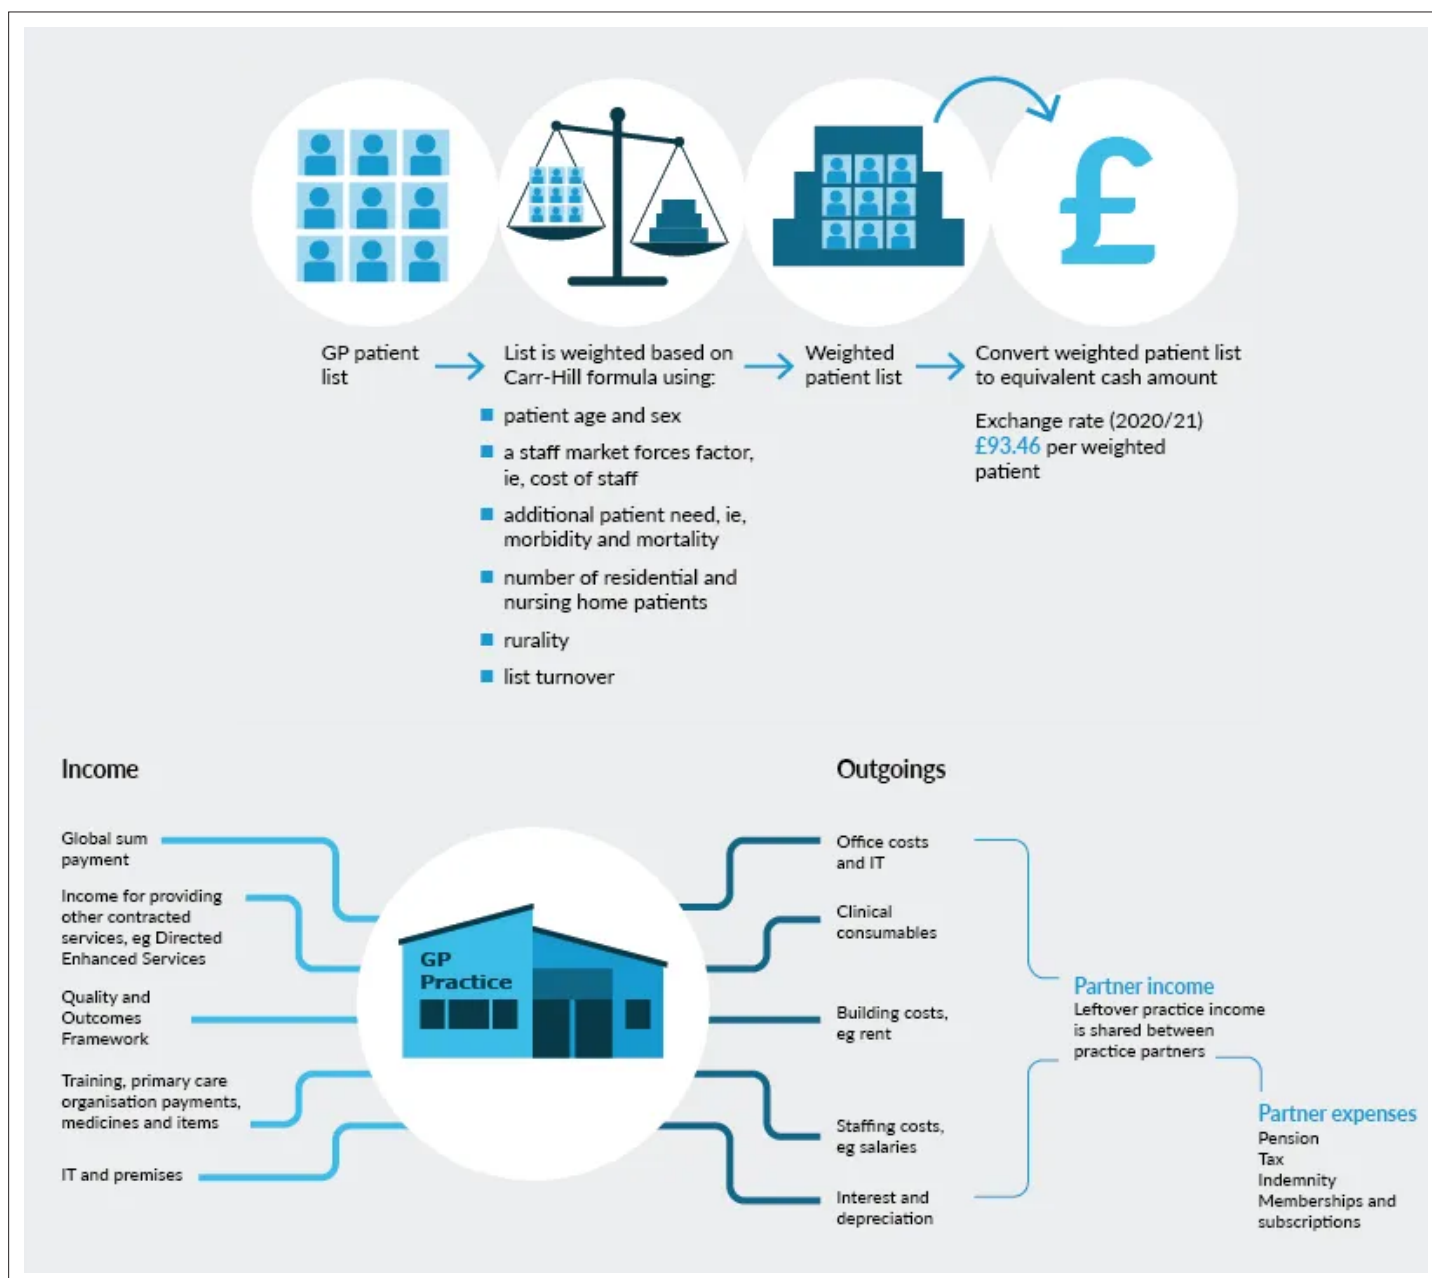 £
GP patient
list
List is weighted based on
Carr-Hill formula using:
patient age and sex
a staff market forces factor,
ie, cost of staff
additional patient need, ie,
morbidity and mortality
number of residential and
nursing home patients
rurality
list turnover
Weighted
patient list
Convert weighted patient list
to equivalent cash amount
Exchange rate (2020/21)
£93.46 per weighted
patient
Income
Global sum
payment
Income for providing
other contracted
services, eg Directed
Enhanced Services
Quality and
Outcomes
Framework
Training, primary care
organisation payments,
medicines and items
IT and premises
GP
Practice
Outgoings
Office costs
and IT
Clinical
consumables
Building costs,
eg rent
Staffing costs,
eg salaries
Interest and
depreciation
Partner income
Leftover practice income
is shared between
practice partners
Partner expenses
Pension
Tax
Indemnity
Memberships and
subscriptions